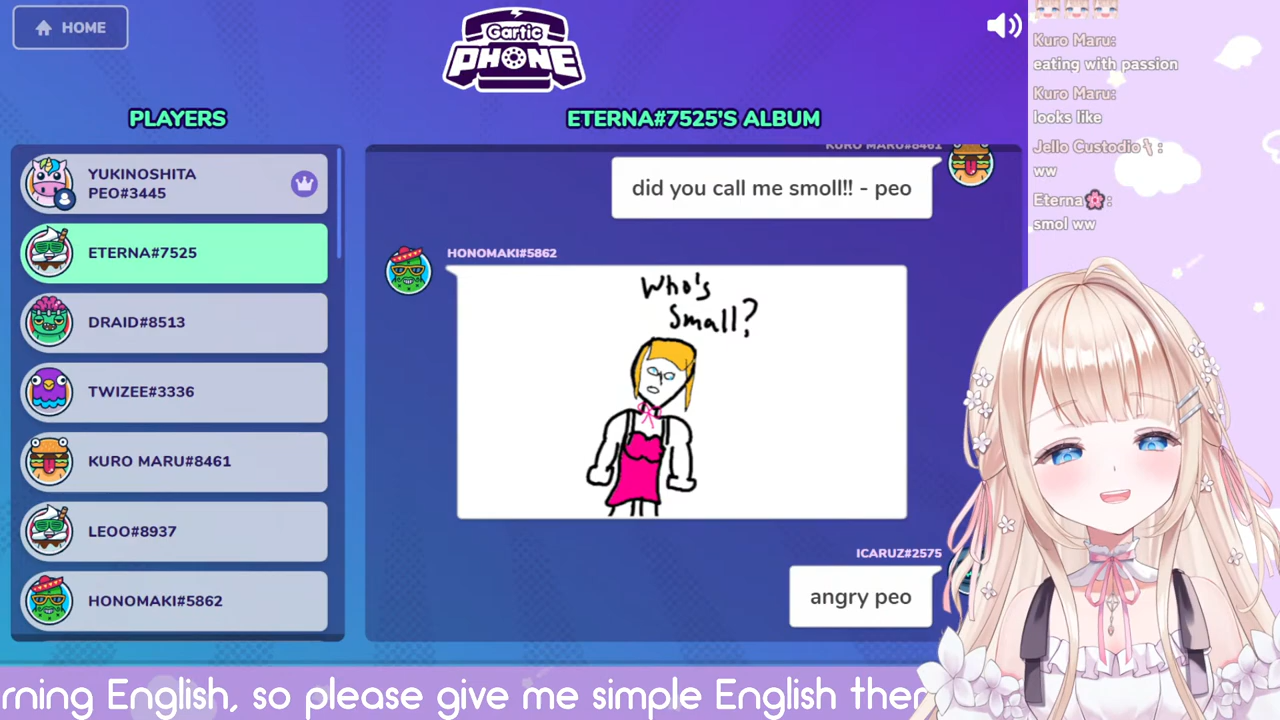 HOME
Gartic
PHONE
PLAYERS
YUKINOSHITA
PEO#3445
ETERNA#7525
DRAID#8513
TWIZEE#3336
KURO MARU#8461
LEOO#8937
HONOMAKI#5862
ETERNA#7525'S ALBUM
KURO MARU#8461
did you call me smoll!! - peo
HONOMAKI#5862
Who's
Small?
ICARUZ#2575
angry peo
Kuro Maru:
eating with passion
Kuro Maru:
looks like
Jello Custodio :
ww
Eterna🌸:
smol ww
rning English, so please give me simple English ther